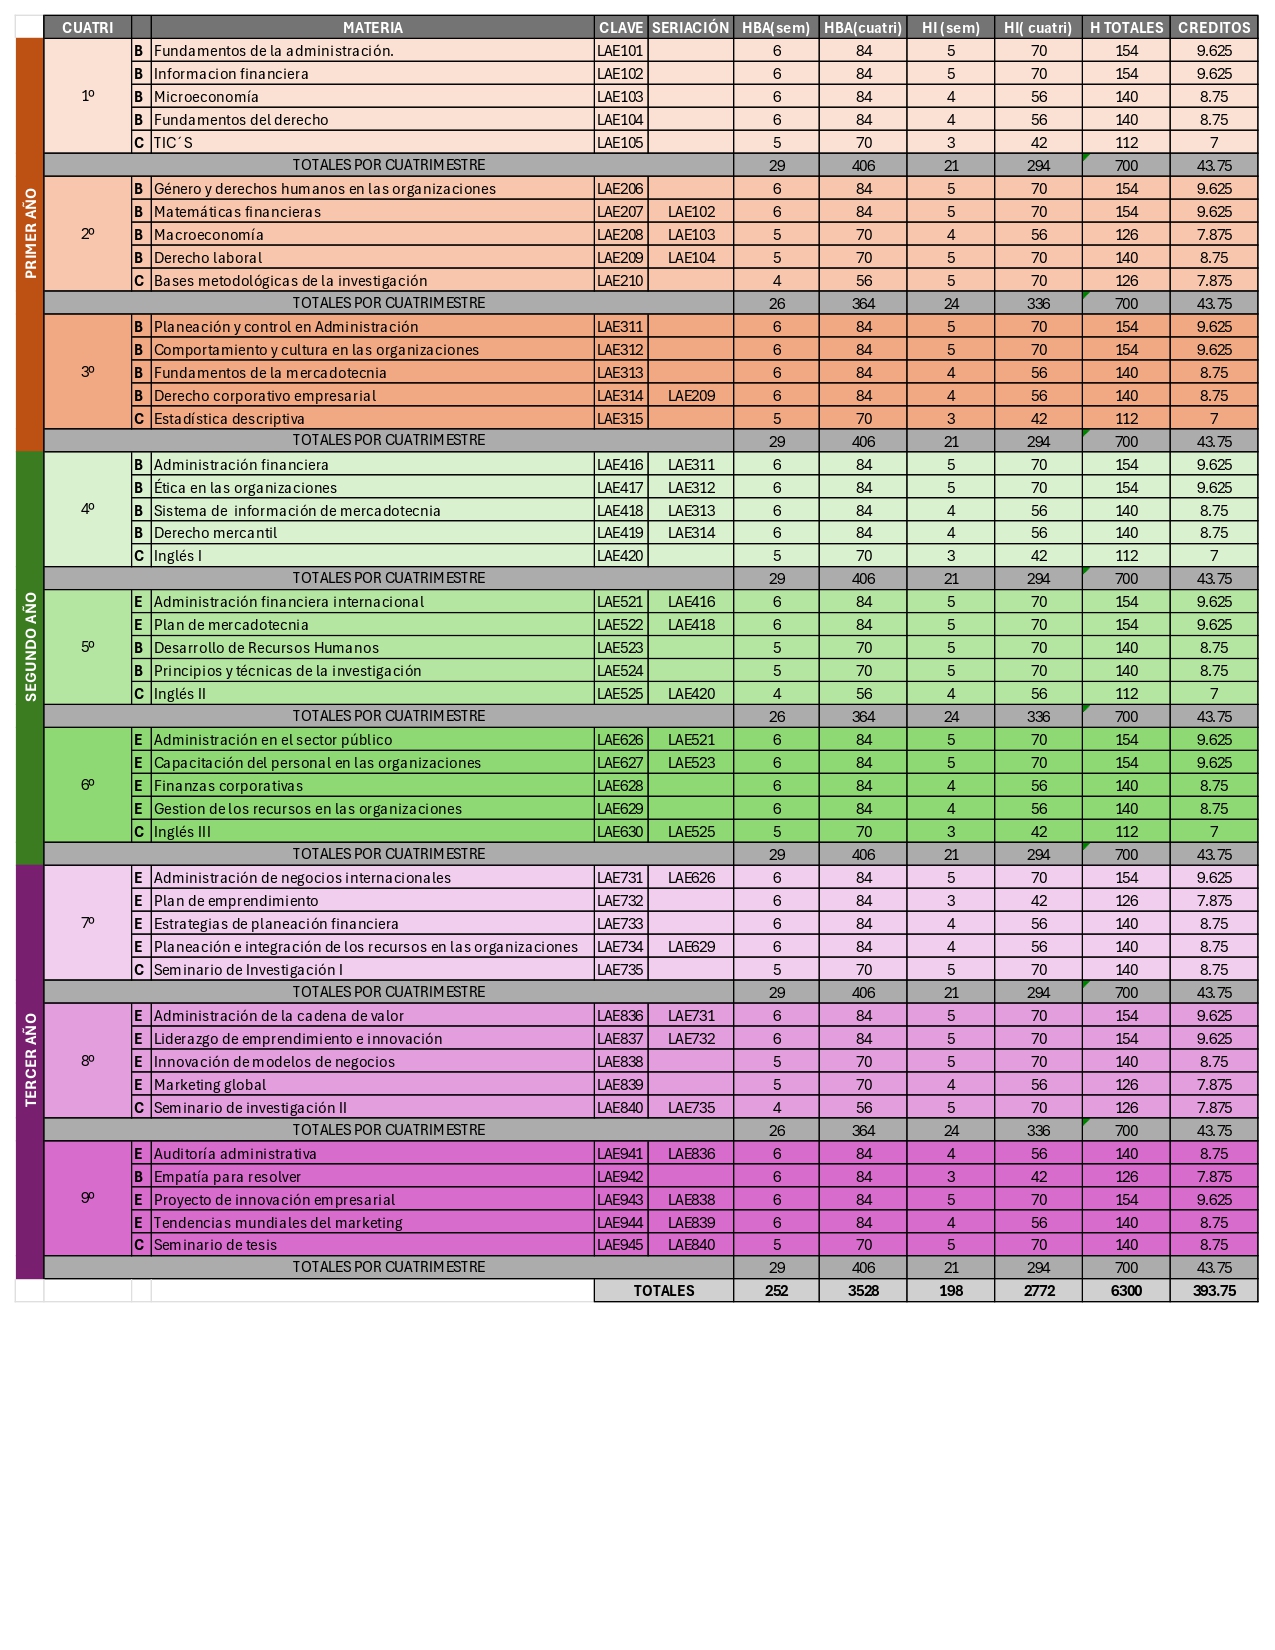 CUATRI MATERIA CLAVE SERIACIÓN HBA(sem) HBA(cuatri) HI (sem) HI( cuatri) H TOTALES CREDITOS
PRIMER AÑO
1º
B Fundamentos de la administración. LAE101 6 84 5 70 154 9.625
B Informacion financiera LAE102 6 84 5 70 154 9.625
B Microeconomía LAE103 6 84 4 56 140 8.75
B Fundamentos del derecho LAE104 6 84 4 56 140 8.75
C TIC´S LAE105 5 70 3 42 112 7
TOTALES POR CUATRIMESTRE 29 406 21 294 700 43.75
2º
B Género y derechos humanos en las organizaciones LAE206 6 84 5 70 154 9.625
B Matemáticas financieras LAE207 LAE102 6 84 5 70 154 9.625
B Macroeconomía LAE208 LAE103 5 70 4 56 126 7.875
B Derecho laboral LAE209 LAE104 5 70 5 70 140 8.75
C Bases metodológicas de la investigación LAE210 4 56 5 70 126 7.875
TOTALES POR CUATRIMESTRE 26 364 24 336 700 43.75
3º
B Planeación y control en Administración LAE311 6 84 5 70 154 9.625
B Comportamiento y cultura en las organizaciones LAE312 6 84 5 70 154 9.625
B Fundamentos de la mercadotecnia LAE313 6 84 4 56 140 8.75
B Derecho corporativo empresarial LAE314 LAE209 6 84 4 56 140 8.75
C Estadística descriptiva LAE315 5 70 3 42 112 7
TOTALES POR CUATRIMESTRE 29 406 21 294 700 43.75
SEGUNDO AÑO
4º
B Administración financiera LAE416 LAE311 6 84 5 70 154 9.625
B Ética en las organizaciones LAE417 LAE312 6 84 5 70 154 9.625
B Sistema de información de mercadotecnia LAE418 LAE313 6 84 4 56 140 8.75
B Derecho mercantil LAE419 LAE314 6 84 4 56 140 8.75
C Inglés I LAE420 5 70 3 42 112 7
TOTALES POR CUATRIMESTRE 29 406 21 294 700 43.75
5º
E Administración financiera internacional LAE521 LAE416 6 84 5 70 154 9.625
E Plan de mercadotecnia LAE522 LAE418 6 84 5 70 154 9.625
B Desarrollo de Recursos Humanos LAE523 5 70 5 70 140 8.75
B Principios y técnicas de la investigación LAE524 5 70 5 70 140 8.75
C Inglés II LAE525 LAE420 4 56 4 56 112 7
TOTALES POR CUATRIMESTRE 26 364 24 336 700 43.75
6º
E Administración en el sector público LAE626 LAE521 6 84 5 70 154 9.625
E Capacitación del personal en las organizaciones LAE627 LAE523 6 84 5 70 154 9.625
E Finanzas corporativas LAE628 6 84 4 56 140 8.75
E Gestion de los recursos en las organizaciones LAE629 6 84 4 56 140 8.75
C Inglés III LAE630 LAE525 5 70 3 42 112 7
TOTALES POR CUATRIMESTRE 29 406 21 294 700 43.75
TERCER AÑO
7º
E Administración de negocios internacionales LAE731 LAE626 6 84 5 70 154 9.625
E Plan de emprendimiento LAE732 6 84 3 42 126 7.875
E Estrategias de planeación financiera LAE733 6 84 4 56 140 8.75
E Planeación e integración de los recursos en las organizaciones LAE734 LAE629 6 84 4 56 140 8.75
C Seminario de Investigación I LAE735 5 70 5 70 140 8.75
TOTALES POR CUATRIMESTRE 29 406 21 294 700 43.75
8º
E Administración de la cadena de valor LAE836 LAE731 6 84 5 70 154 9.625
E Liderazgo de emprendimiento e innovación LAE837 LAE732 6 84 5 70 154 9.625
E Innovación de modelos de negocios LAE838 5 70 5 70 140 8.75
E Marketing global LAE839 5 70 4 56 126 7.875
C Seminario de investigación II LAE840 LAE735 4 56 5 70 126 7.875
TOTALES POR CUATRIMESTRE 26 364 24 336 700 43.75
9º
E Auditoría administrativa LAE941 LAE836 6 84 4 56 140 8.75
B Empatía para resolver LAE942 6 84 3 42 126 7.875
E Proyecto de innovación empresarial LAE943 LAE838 6 84 5 70 154 9.625
E Tendencias mundiales del marketing LAE944 LAE839 6 84 4 56 140 8.75
C Seminario de tesis LAE945 LAE840 5 70 5 70 140 8.75
TOTALES POR CUATRIMESTRE 29 406 21 294 700 43.75
TOTALES 252 3528 198 2772 6300 393.75